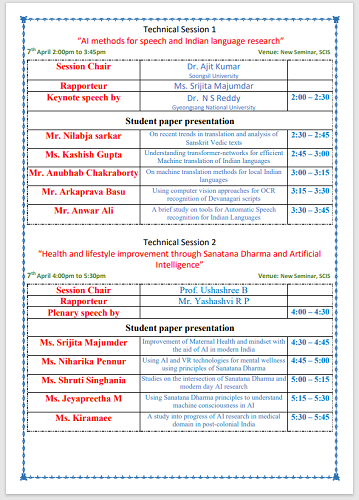 Technical Session 1
"AI methods for speech and Indian language research"
7th April 2:00pm to 3:45pm Venue: New Seminar, SCIS
Session Chair Dr. Ajit Kumar
Soongsil University
Rapporteur Ms. Srijita Majumdar
Keynote speech by Dr. N S Reddy 2:00 – 2:30
Gyeongsang National University
Student paper presentation
Mr. Nilabja sarkar On recent trends in translation and analysis of 2:30 – 2:45
Sanskrit Vedic texts
Ms. Kashish Gupta Understanding transformer-networks for efficient 2:45 – 3:00
Machine translation of Indian languages
Mr. Anubhab Chakraborty On machine translation methods for local Indian 3:00 – 3:15
languages
Mr. Arkaprava Basu Using computer vision approaches for OCR 3:15 – 3:30
recognition of Devanagari scripts
Mr. Anwar Ali A brief study on tools for Automatic Speech 3:30 – 3:45
recognition for Indian Languages
Technical Session 2
"Health and lifestyle improvement through Sanatana Dharma and Artificial
Intelligence"
7th April 4:00pm to 5:30pm Venue: New Seminar, SCIS
Session Chair Prof. Ushashree B
Rapporteur Mr. Yashashvi R P
Plenary speech by 4:00 – 4:30
Student paper presentation
Ms. Srijita Majumder Improvement of Maternal Health and mindset with 4:30 – 4:45
the aid of AI in modern India
Ms. Niharika Pennur Using AI and VR technologies for mental wellness 4:45 – 5:00
using principles of Sanatana Dharma
Ms. Shruti Singhania Studies on the intersection of Sanatana Dharma and 5:00 – 5:15
modern day AI research
Ms. Jeyapreetha M Using Sanatana Dharma principles to understand 5:15 – 5:30
machine consciousness in AI
Ms. Kiramaee A study into progress of AI research in medical 5:30 – 5:45
domain in post-colonial India